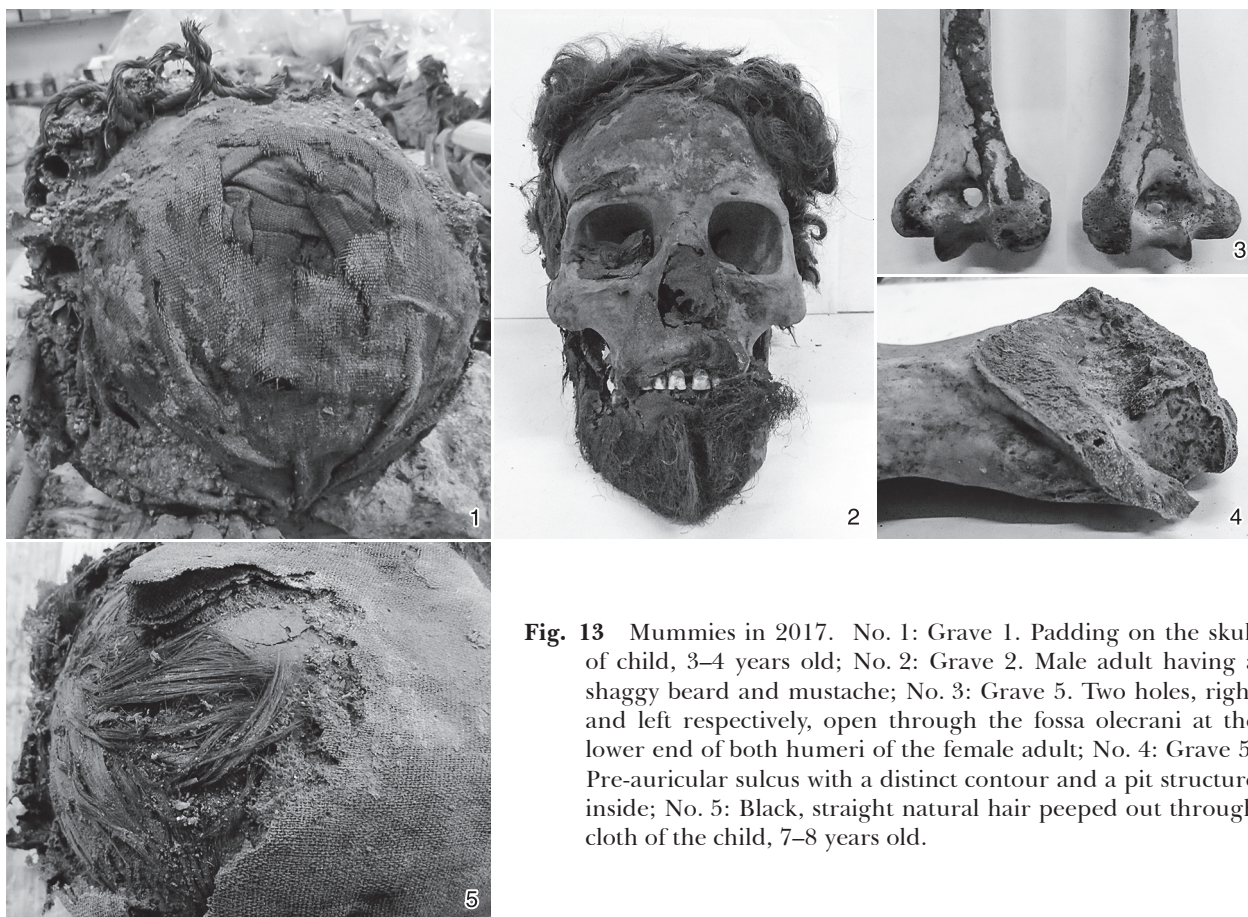 1
2
3
4
5
Fig. 13 Mummies in 2017. No. 1: Grave 1. Padding on the skul
of child, 3–4 years old; No. 2: Grave 2. Male adult having a
shaggy beard and mustache; No. 3: Grave 5. Two holes, righ
and left respectively, open through the fossa olecrani at the
lower end of both humeri of the female adult; No. 4: Grave 5
Pre-auricular sulcus with a distinct contour and a pit structure
inside; No. 5: Black, straight natural hair peeped out through
cloth of the child, 7–8 years old.